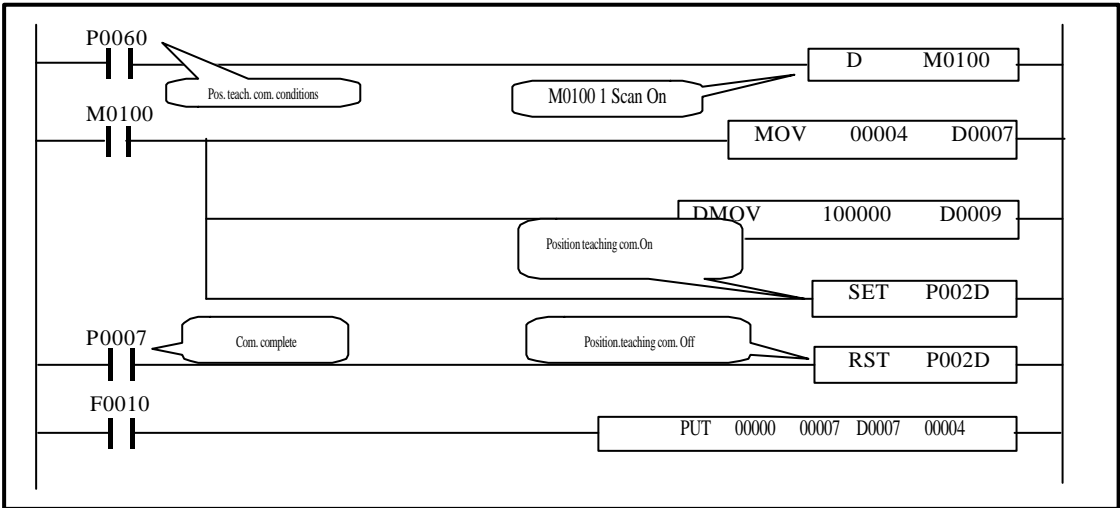 P0060
D M0100
Pos. teach. com. conditions
M0100 1 Scan On
M0100
MOV 00004 D0007
DMOV 100000 D0009
Position teaching com.On
SET P002D
P0007
Com. complete
Position.teaching com. Off
RST P002D
F0010
PUT 00000 00007 D0007 00004